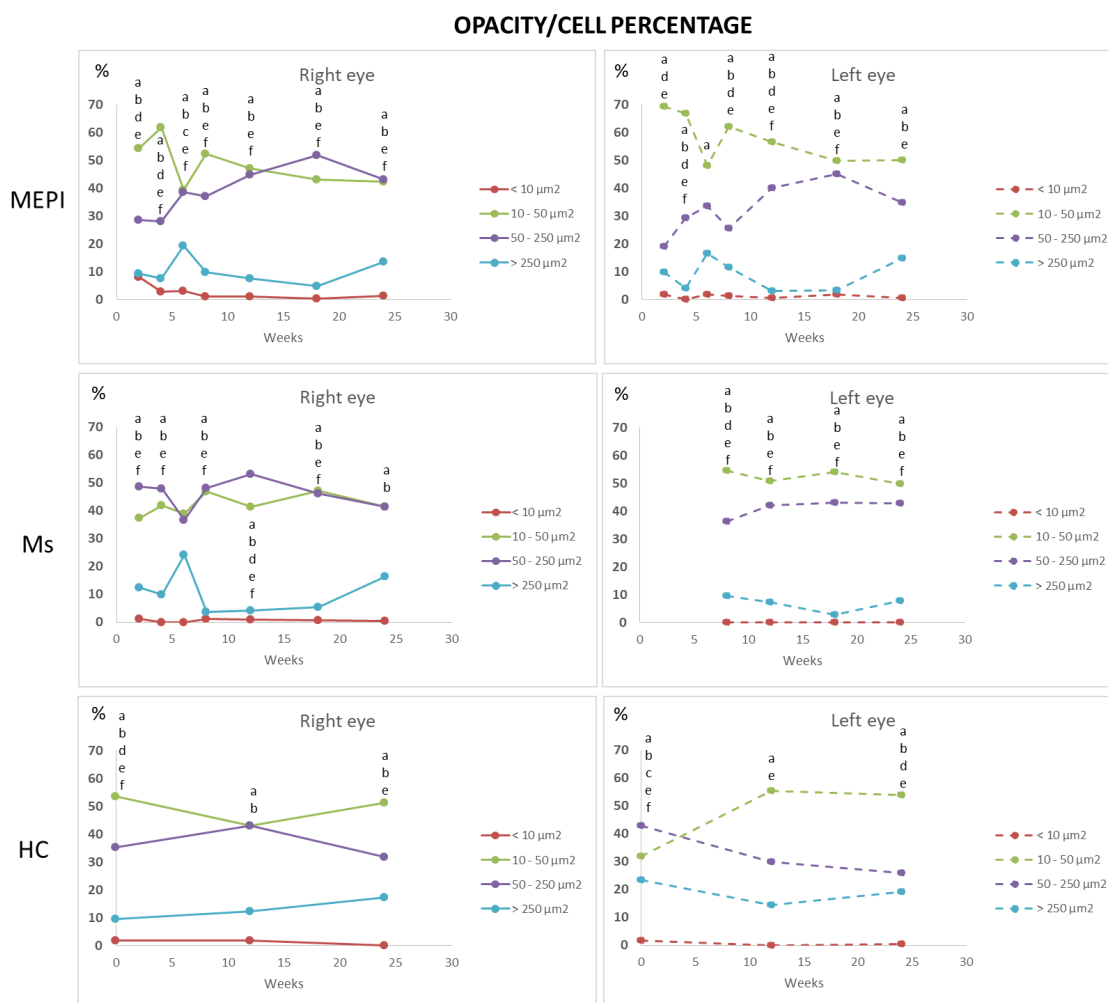 OPACITY/CELL PERCENTAGE
MEPI
%
Right eye
a
b
d
e
a
b
d
e
f
a
b
c
e
f
a
b
e
f
a
b
e
f
a
b
e
f
a
b
e
f
70
60
50
40
30
20
10
0
0 5 10 15 20 25 30
Weeks
< 10 µm2
10 - 50 µm2
50 - 250 µm2
> 250 µm2
%
Left eye
a
d
e
a
b
d
e
f
a
a
b
d
e
a
b
d
e
f
a
b
e
f
a
b
e
70
60
50
40
30
20
10
0
0 5 10 15 20 25 30
Weeks
< 10 µm2
10 - 50 µm2
50 - 250 µm2
> 250 µm2
Ms
%
Right eye
a
b
e
f
a
b
e
f
a
b
e
f
a
b
d
e
f
a
b
e
f
a
b
70
60
50
40
30
20
10
0
0 5 10 15 20 25 30
Weeks
< 10 µm2
10 - 50 µm2
50 - 250 µm2
> 250 µm2
%
Left eye
a
b
d
e
f
a
b
e
f
a
b
e
f
a
b
e
f
70
60
50
40
30
20
10
0
0 5 10 15 20 25 30
Weeks
< 10 µm2
10 - 50 µm2
50 - 250 µm2
> 250 µm2
HC
%
Right eye
a
b
d
e
f
a
b
a
b
e
70
60
50
40
30
20
10
0
0 5 10 15 20 25 30
Weeks
< 10 µm2
10 - 50 µm2
50 - 250 µm2
> 250 µm2
%
Left eye
a
b
c
e
f
a
e
a
b
d
e
70
60
50
40
30
20
10
0
0 5 10 15 20 25 30
Weeks
< 10 µm2
10 - 50 µm2
50 - 250 µm2
> 250 µm2